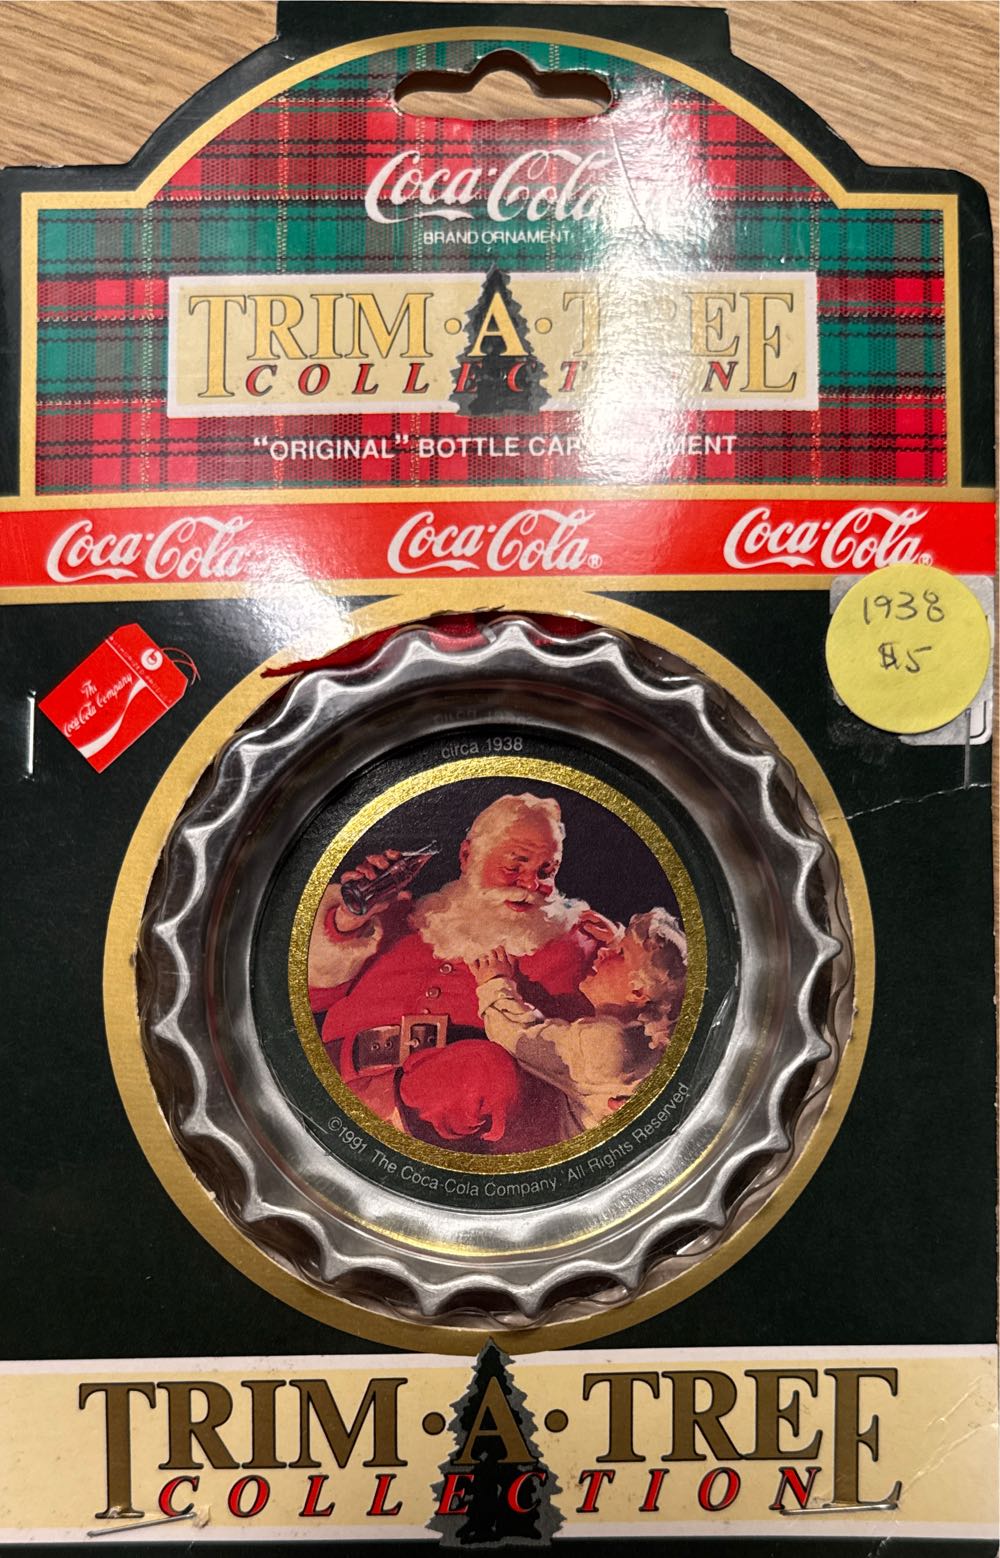 Coca-Cola
BRAND ORNAMENT
TRIM·A·TREE
COLLECTION
"ORIGINAL" BOTTLE CAP ORNAMENT
Coca-Cola Coca-Cola® Coca-Cola®
1938
$5
The
Coca-Cola Company
circa 1938
©1991 The Coca-Cola Company All Rights Reserved
TRIM·A·TREE
COLLECTION